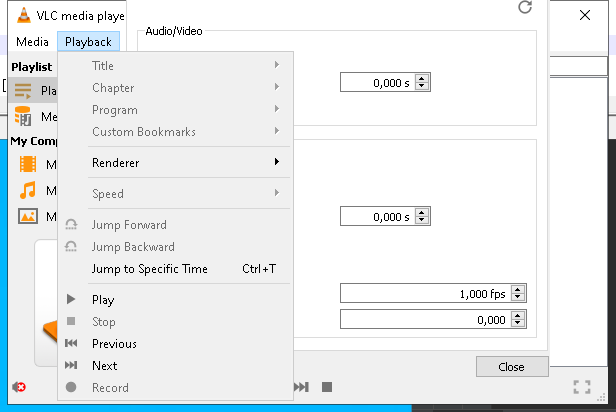 VLC media playe
Media Playback
Audio/Video
Playlist
Title
0,000 s
Pla
Chapter
Me
Program
Custom Bookmarks
My Comp
M
Renderer
M
Speed
M
0,000 s
Jump Forward
Jump Backward
Jump to Specific Time Ctrl+T
1,000 fps
Play
0,000
Stop
Previous
Next
Close
Record